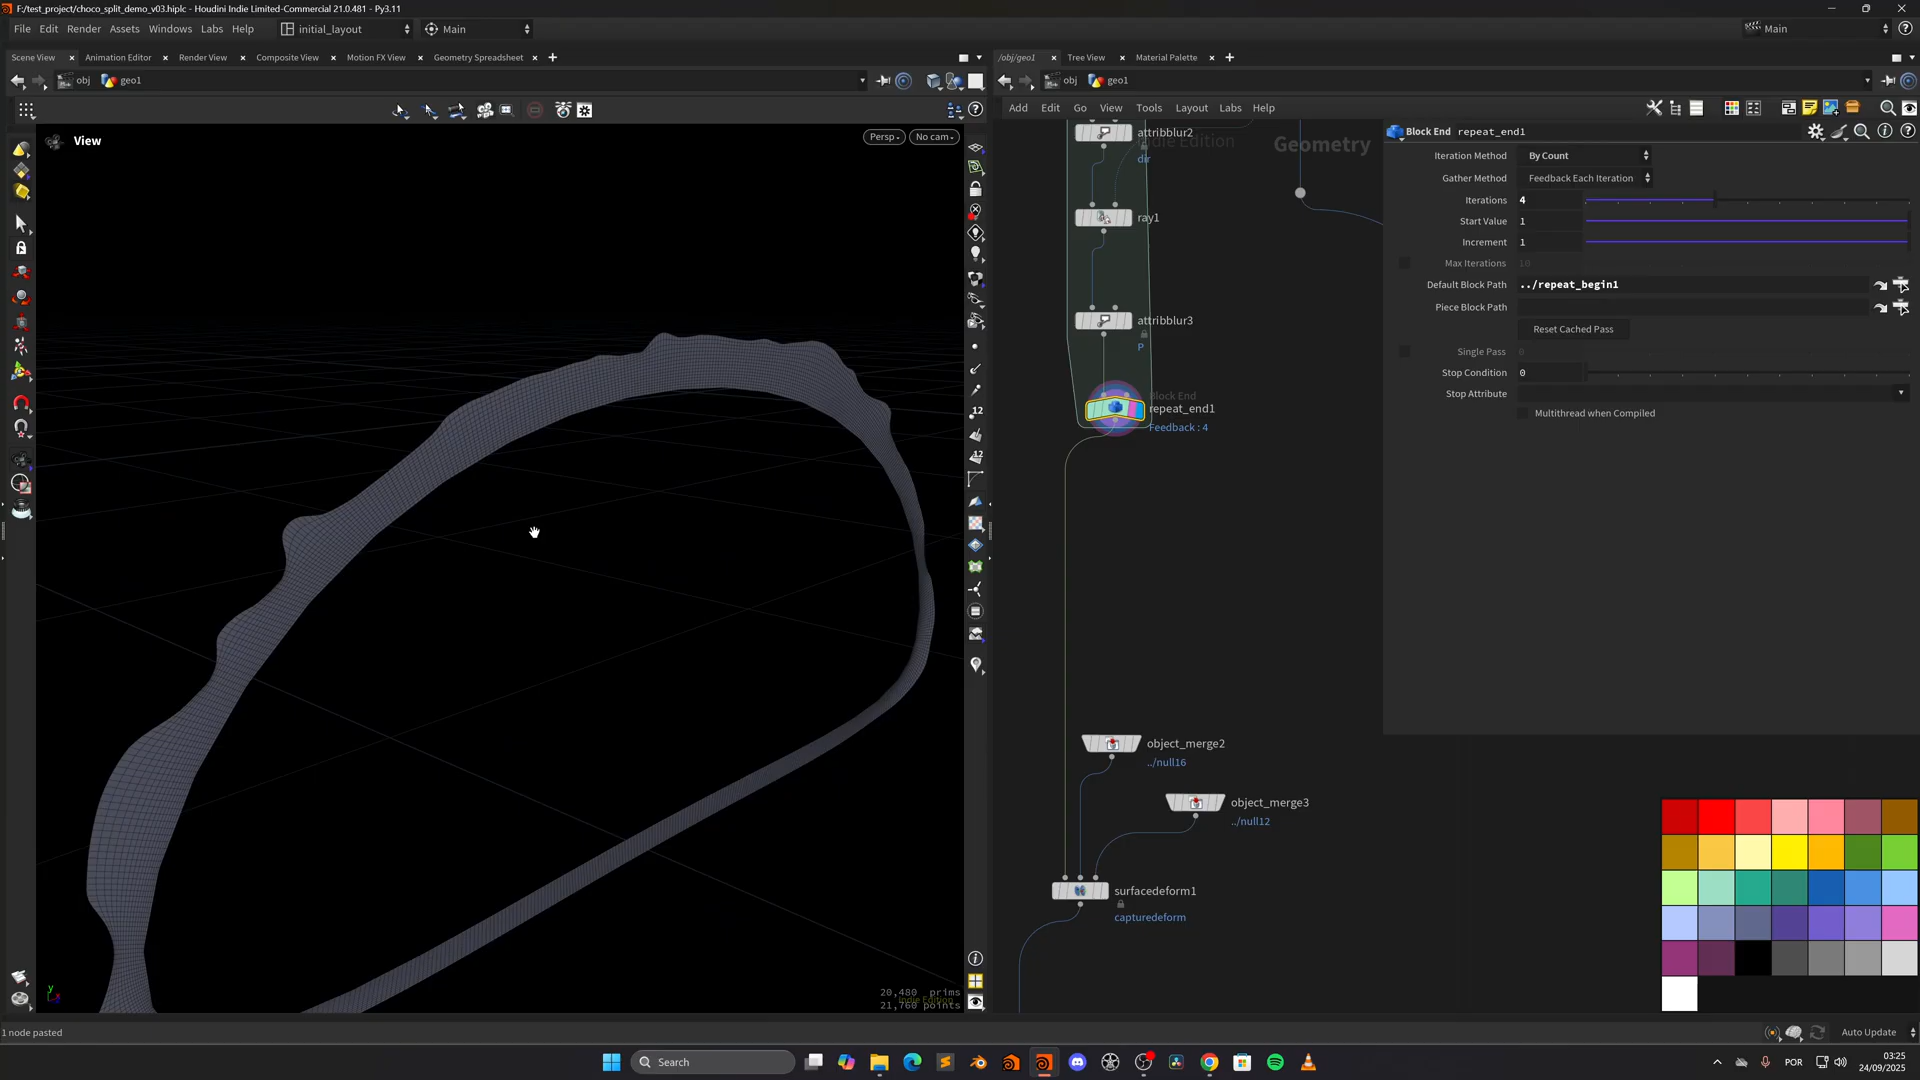 F:/test_project/choco_split_demo_v03.hiplc - Houdini Indie Limited-Commercial 21.0.481 - Py3.11
File Edit Render Assets Windows Labs Help
initial_layout
Main
Main
Scene View
Animation Editor
Render View
Composite View
Motion FX View
Geometry Spreadsheet
/obj/geo1
Tree View
Material Palette
obj
geo1
obj
geo1
Add Edit Go View Tools Layout Labs Help
View
Persp
No cam
Indie Edition
Geometry
attribblur2
dir
ray1
attribblur3
P
Block End
repeat_end1
Feedback : 4
object_merge2
../null16
object_merge3
../null12
surfacedeform1
capturedeform
Block End repeat_end1
Iteration Method By Count
Gather Method Feedback Each Iteration
Iterations 4
Start Value 1
Increment 1
Max Iterations 10
Default Block Path ../repeat_begin1
Piece Block Path
Reset Cached Pass
Single Pass 0
Stop Condition 0
Stop Attribute
Multithread when Compiled
12
12
20,480 prims
Indie Edition
21,760 points
1 node pasted
Auto Update
Search
POR
03:25
24/09/2025